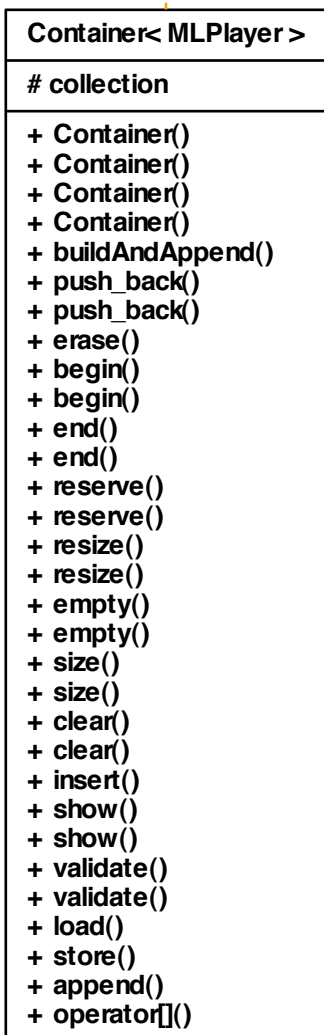 Container< MLPlayer >
# collection
+ Container()
+ Container()
+ Container()
+ Container()
+ buildAndAppend()
+ push_back()
+ push_back()
+ erase()
+ begin()
+ begin()
+ end()
+ end()
+ reserve()
+ reserve()
+ resize()
+ resize()
+ empty()
+ empty()
+ size()
+ size()
+ clear()
+ clear()
+ insert()
+ show()
+ show()
+ validate()
+ validate()
+ load()
+ store()
+ append()
+ operator[]()